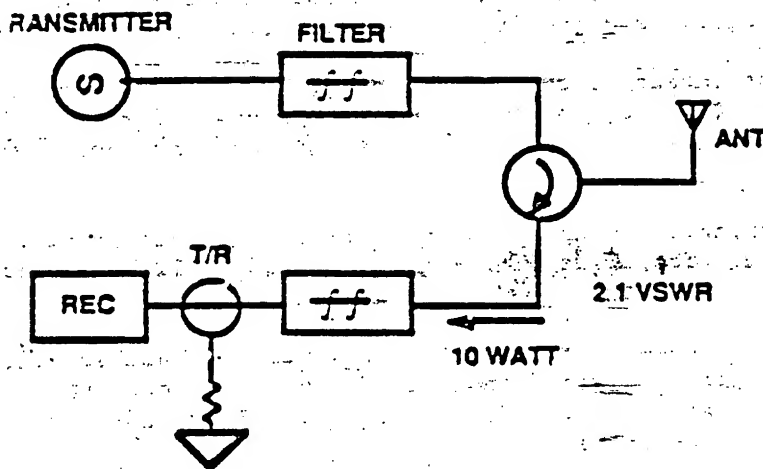 RANSMITTER
FILTER
S
ANT
T/R
REC
2.1 VSWR
10 WATT